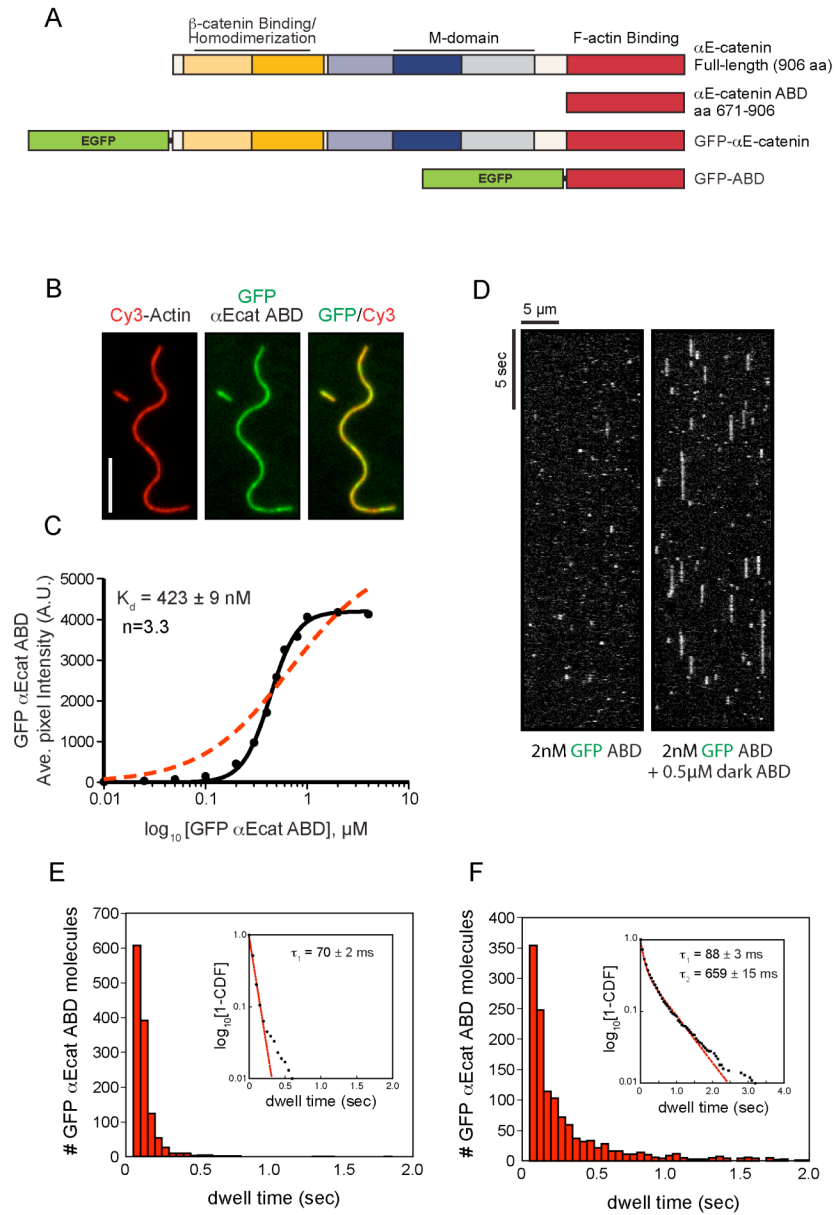 A
β-catenin Binding/
Homodimerization
M-domain
F-actin Binding
αE-catenin
Full-length (906 aa)
αE-catenin ABD
aa 671-906
EGFP
GFP-αE-catenin
EGFP
GFP-ABD
B
Cy3-Actin
GFP
αEcat ABD
GFP/Cy3
C
GFP αEcat ABD
Ave. pixel Intensity (A.U.)
5000
4000
3000
2000
1000
0
K_d = 423 ± 9 nM
n=3.3
0.01 0.1 1 10
log₁₀ [GFP αEcat ABD], µM
D
5 µm
5 sec
2nM GFP ABD
2nM GFP ABD
+ 0.5µM dark ABD
E
# GFP αEcat ABD molecules
700
600
500
400
300
200
100
0
0 0.5 1.0 1.5 2.0
dwell time (sec)
log₁₀[1-CDF]
1.0
0.1
0.01
τ₁ = 70 ± 2 ms
0 0.5 1.0 1.5 2.0
dwell time (sec)
F
# GFP αEcat ABD molecules
400
350
300
250
200
150
100
50
0
0 0.5 1.0 1.5 2.0
dwell time (sec)
log₁₀[1-CDF]
1.0
0.1
0.01
τ₁ = 88 ± 3 ms
τ₂ = 659 ± 15 ms
0 1.0 2.0 3.0 4.0
dwell time (sec)